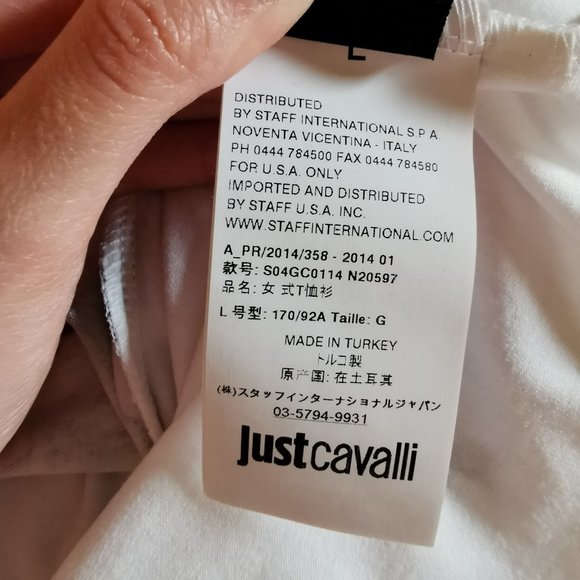 L
DISTRIBUTED
BY STAFF INTERNATIONAL S P A
NOVENTA VICENTINA - ITALY
PH 0444 784500 FAX 0444 784580
FOR U.S.A. ONLY
IMPORTED AND DISTRIBUTED
BY STAFF U.S.A. INC.
WWW.STAFFINTERNATIONAL.COM
A_PR/2014/358 - 2014 01
款号: S04GC0114 N20597
品名: 女 式T恤衫
L 号型: 170/92A Taille: G
MADE IN TURKEY
トルコ製
原产国: 在土耳其
(株)スタッフインターナショナルジャパン
03-5794-9931
justcavalli